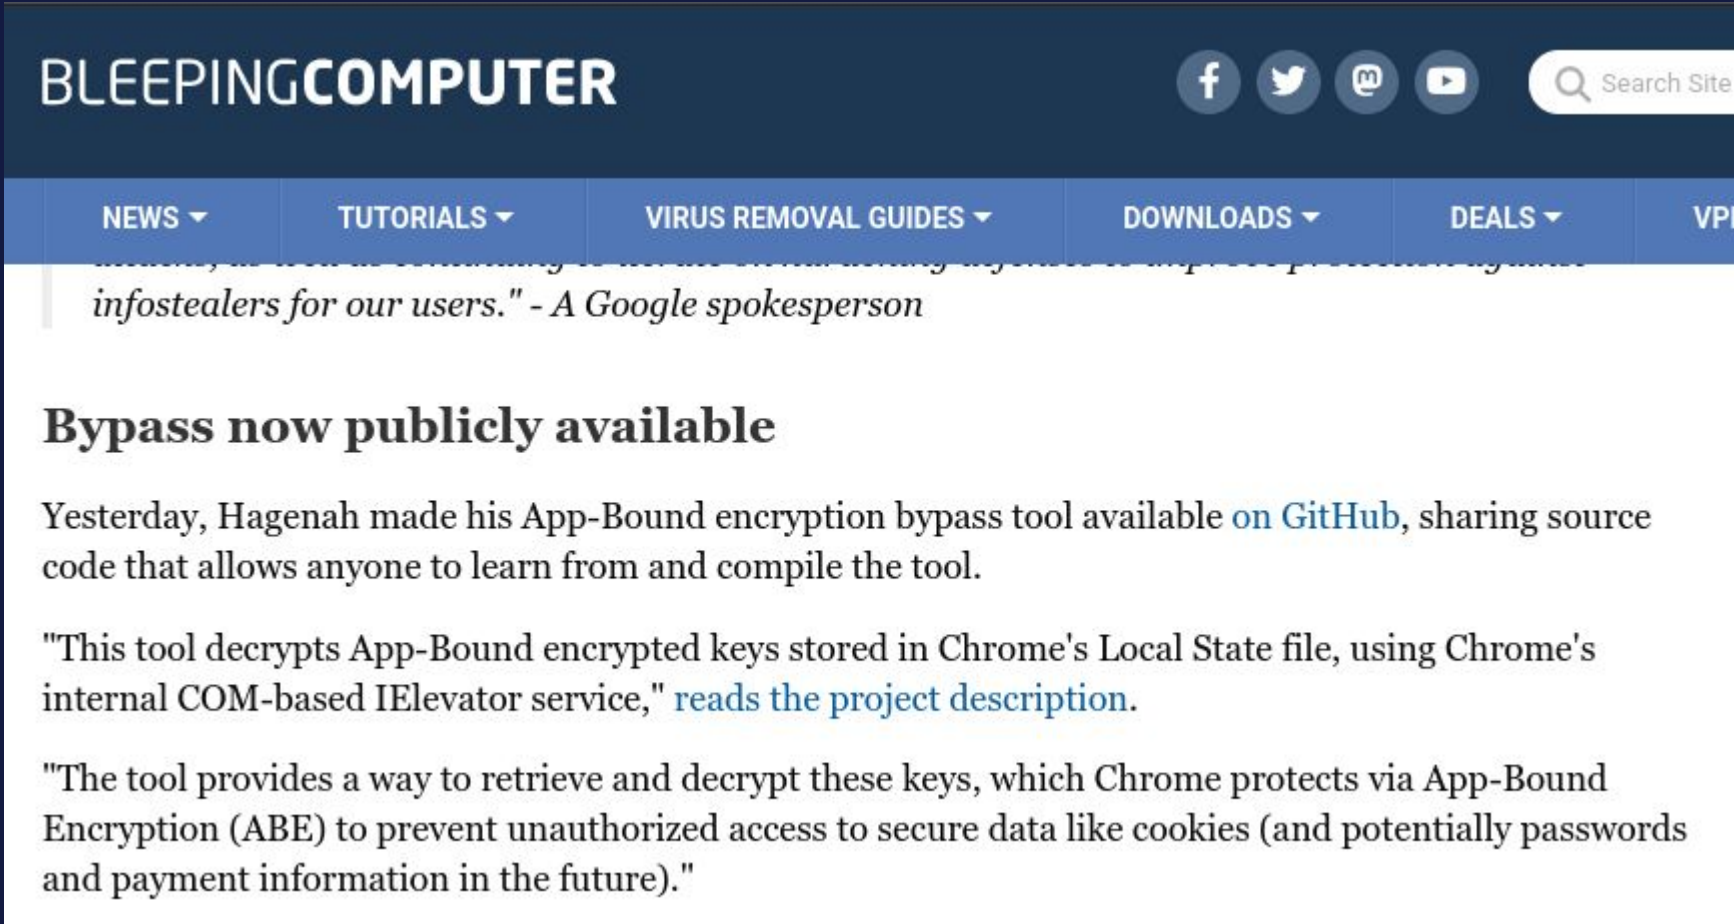 BLEEPINGCOMPUTER
Search Site
NEWS
TUTORIALS
VIRUS REMOVAL GUIDES
DOWNLOADS
DEALS
infostealers for our users." - A Google spokesperson
Bypass now publicly available
Yesterday, Hagenah made his App-Bound encryption bypass tool available on GitHub, sharing source
code that allows anyone to learn from and compile the tool.
"This tool decrypts App-Bound encrypted keys stored in Chrome's Local State file, using Chrome's
internal COM-based IElevator service," reads the project description.
"The tool provides a way to retrieve and decrypt these keys, which Chrome protects via App-Bound
Encryption (ABE) to prevent unauthorized access to secure data like cookies (and potentially passwords
and payment information in the future)."